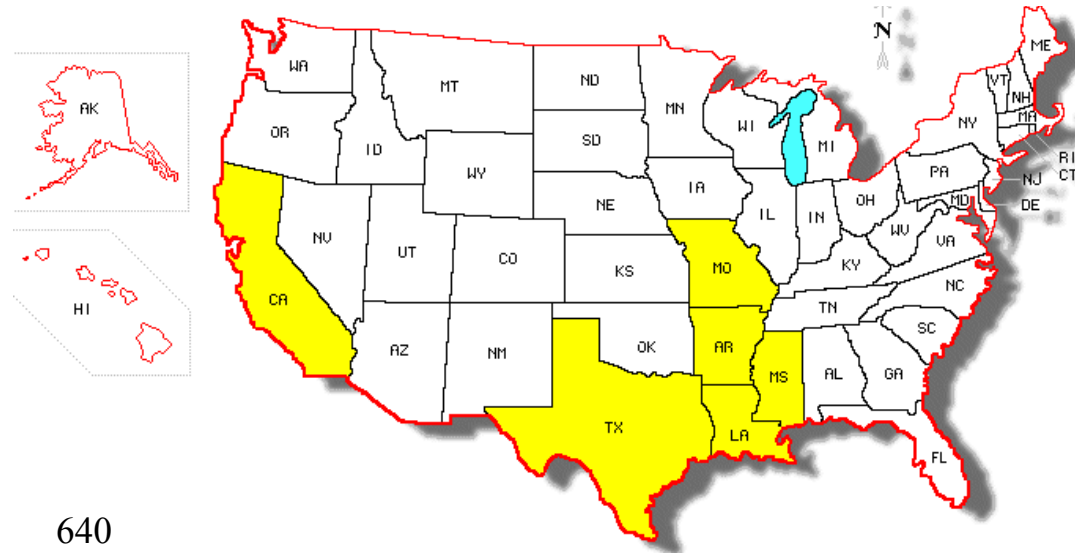 N
ME
WA
VT
NH
MT
ND
MN
MA
AK
OR
WI
NY
RI
ID
SD
MI
CT
WY
PA
NJ
IA
NE
OH
MD
DE
IL
IN
NV
UT
CO
WV
VA
MO
KS
KY
CA
NC
HI
TN
SC
AZ
NM
OK
AR
MS
AL
GA
TX
LA
FL
640